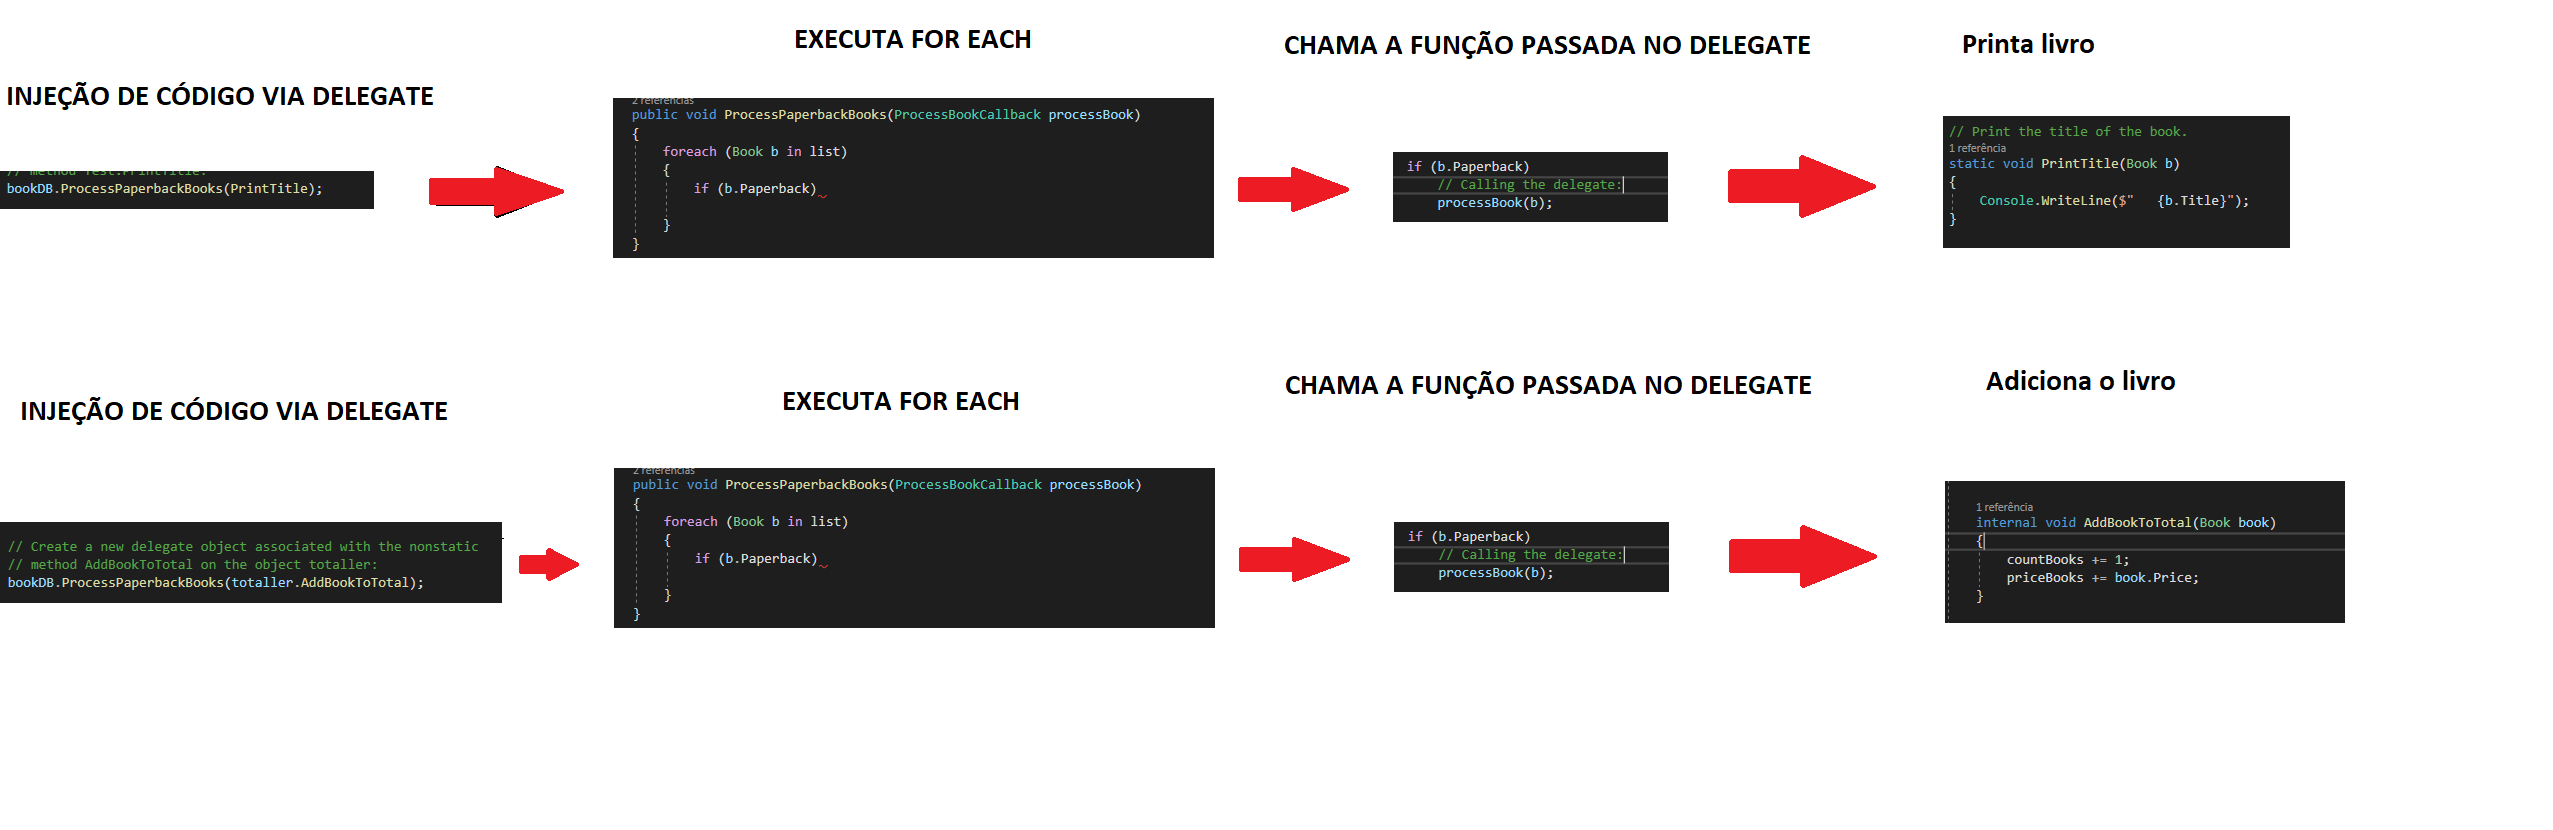 INJEÇÃO DE CÓDIGO VIA DELEGATE
// method Test.PrintTitle.
bookDB.ProcessPaperbackBooks(PrintTitle);
EXECUTA FOR EACH
2 referências
public void ProcessPaperbackBooks(ProcessBookCallback processBook)
{
foreach (Book b in list)
{
if (b.Paperback)
}
}
CHAMA A FUNÇÃO PASSADA NO DELEGATE
if (b.Paperback)
// Calling the delegate:
processBook(b);
Printa livro
// Print the title of the book.
1 referência
static void PrintTitle(Book b)
{
Console.WriteLine($"   {b.Title}");
}
INJEÇÃO DE CÓDIGO VIA DELEGATE
// Create a new delegate object associated with the nonstatic
// method AddBookToTotal on the object totaller:
bookDB.ProcessPaperbackBooks(totaller.AddBookToTotal);
EXECUTA FOR EACH
2 referências
public void ProcessPaperbackBooks(ProcessBookCallback processBook)
{
foreach (Book b in list)
{
if (b.Paperback)
}
}
CHAMA A FUNÇÃO PASSADA NO DELEGATE
if (b.Paperback)
// Calling the delegate:
processBook(b);
Adiciona o livro
1 referência
internal void AddBookToTotal(Book book)
{
countBooks += 1;
priceBooks += book.Price;
}